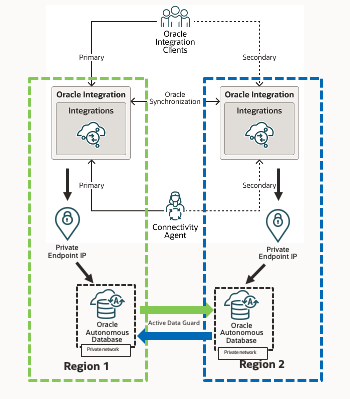 Oracle
Integration
Clients
Primary
Secondary
Oracle Integration
Integrations
Oracle
Synchronization
Oracle Integration
Integrations
Primary
Secondary
Connectivity
Agent
Private
Endpoint IP
Private
Endpoint IP
A
Oracle
Autonomous
Database
Private network
Active Data Guard
A
Oracle
Autonomous
Database
Private network
Region 1
Region 2